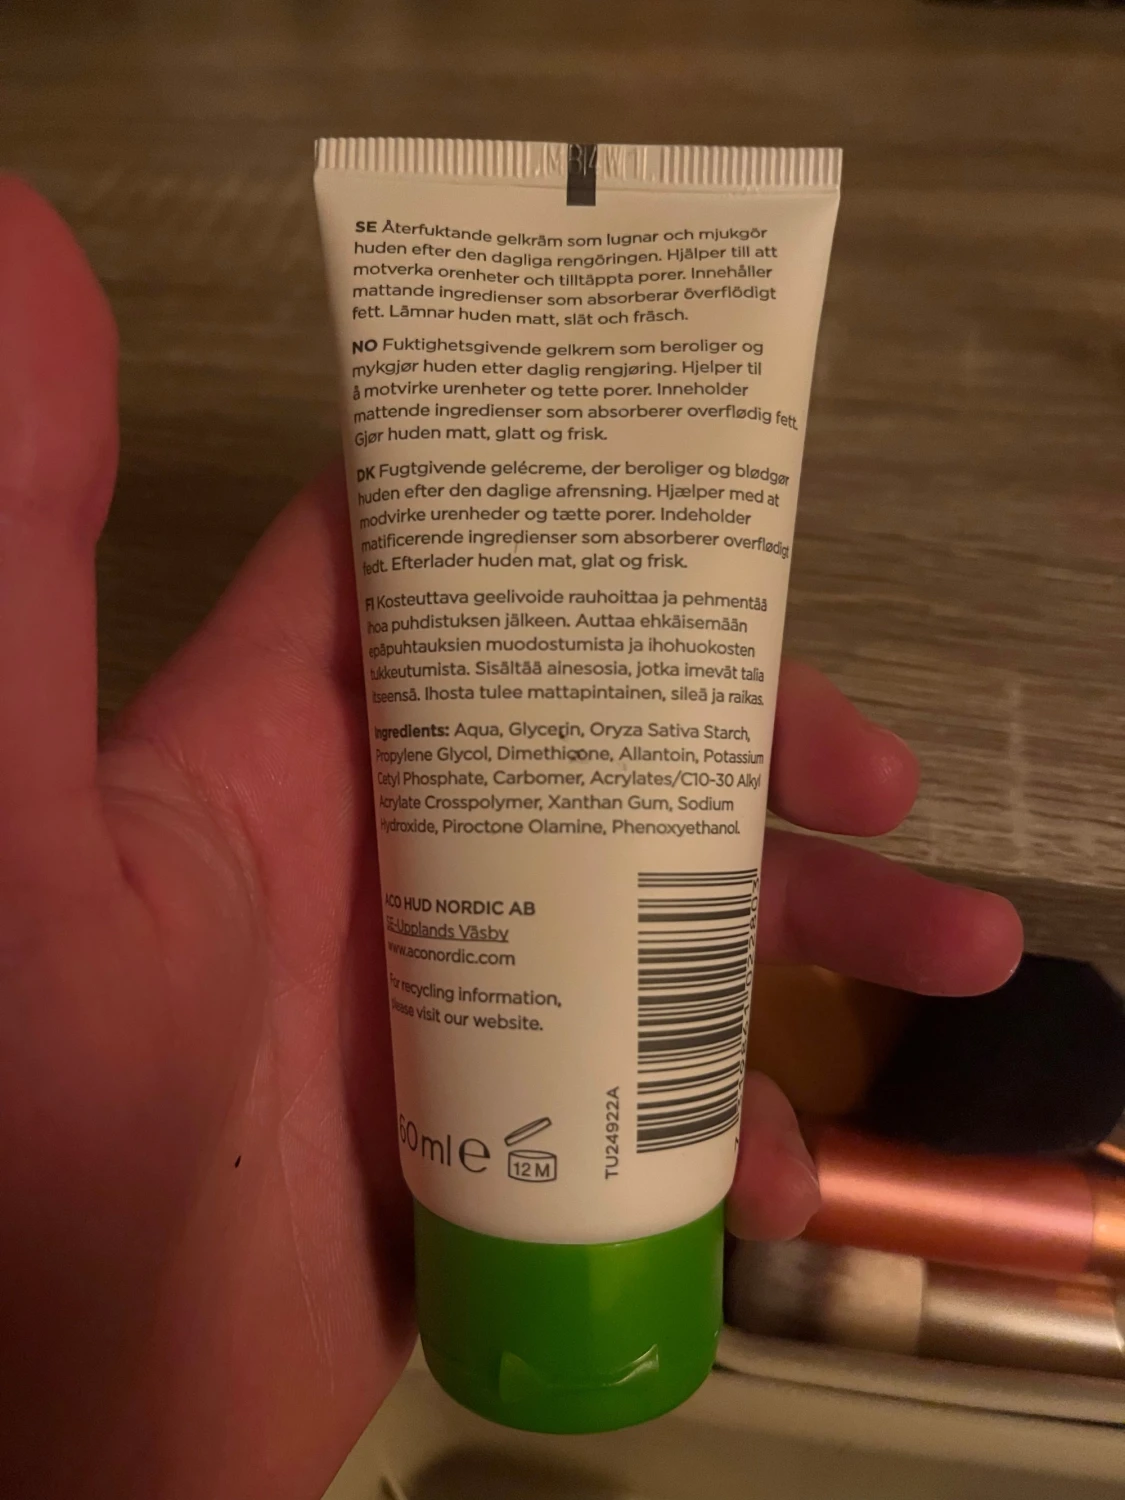 SE Återfuktande gelkräm som lugnar och mjukgör
huden efter den dagliga rengöringen. Hjälper till att
motverka orenheter och tilltäppta porer. Innehåller
mattande ingredienser som absorberar överflödigt
fett. Lämnar huden matt, slät och fräsch.
NO Fuktighetsgivende gelkrem som beroliger og
mykgjør huden etter daglig rengjøring. Hjelper til
å motvirke urenheter og tette porer. Inneholder
mattende ingredienser som absorberer overflødig fett.
Gjør huden matt, glatt og frisk.
DK Fugtgivende gelécreme, der beroliger og blødgør
huden efter den daglige afrensning. Hjælper med at
modvirke urenheder og tætte porer. Indeholder
matificerende ingredienser som absorberer overflødigt
fedt. Efterlader huden mat, glat og frisk.
FI Kosteuttava geelivoide rauhoittaa ja pehmentää
ihoa puhdistuksen jälkeen. Auttaa ehkäisemään
epäpuhtauksien muodostumista ja ihohuokosten
tukkeutumista. Sisältää ainesosia, jotka imevät talia
itseensä. Ihosta tulee mattapintainen, sileä ja raikas.
Ingredients: Aqua, Glycerin, Oryza Sativa Starch,
Propylene Glycol, Dimethicone, Allantoin, Potassium
Cetyl Phosphate, Carbomer, Acrylates/C10-30 Alkyl
Acrylate Crosspolymer, Xanthan Gum, Sodium
Hydroxide, Piroctone Olamine, Phenoxyethanol.
ACO HUD NORDIC AB
SE-Upplands Väsby
www.aconordic.com
For recycling information,
please visit our website.
60 ml e
12 M
TU24922A